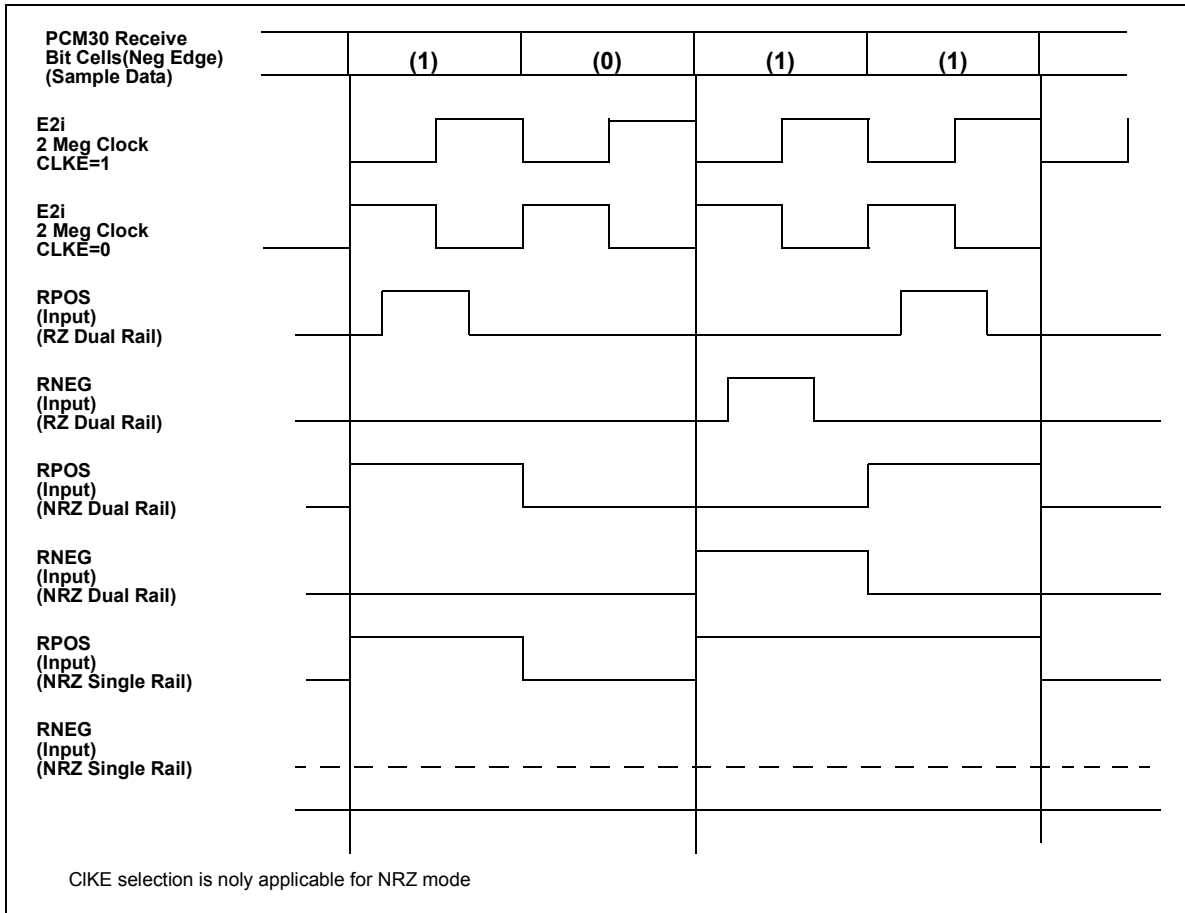 PCM30 Receive
Bit Cells(Neg Edge)
(Sample Data)
(1)
(0)
(1)
(1)
E2i
2 Meg Clock
CLKE=1
E2i
2 Meg Clock
CLKE=0
RPOS
(Input)
(RZ Dual Rail)
RNEG
(Input)
(RZ Dual Rail)
RPOS
(Input)
(NRZ Dual Rail)
RNEG
(Input)
(NRZ Dual Rail)
RPOS
(Input)
(NRZ Single Rail)
RNEG
(Input)
(NRZ Single Rail)
ClKE selection is noly applicable for NRZ mode